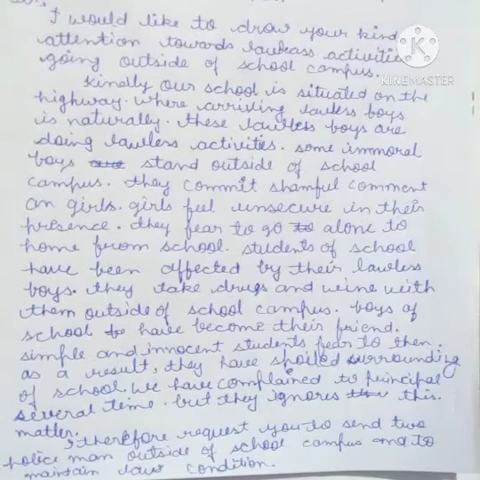 I would like to draw your kind
attention towards lawless activities
going outside of school campus.
Kindly our school is situated on the
highway. where arriving lawless boys
is naturally. these lawless boys are
doing lawless activities. some immoral
boys stand outside of school
campus. they commit shamful comment
on girls. girls feel unsecure in their
presence. they fear to go to alone to
home from school. students of school
have been affected by their lawless
boys. they take drugs and wine with
them outside of school campus. boys of
school have become their friend.
simple and innocent students fear to then.
as a result, they have spoiled surrounding
of school. we have complained to principal
several time. but they ignores this.
matter.
I therefore request you to send two
police man outside of school campus and to
maintain law condition.
KINEMASTER